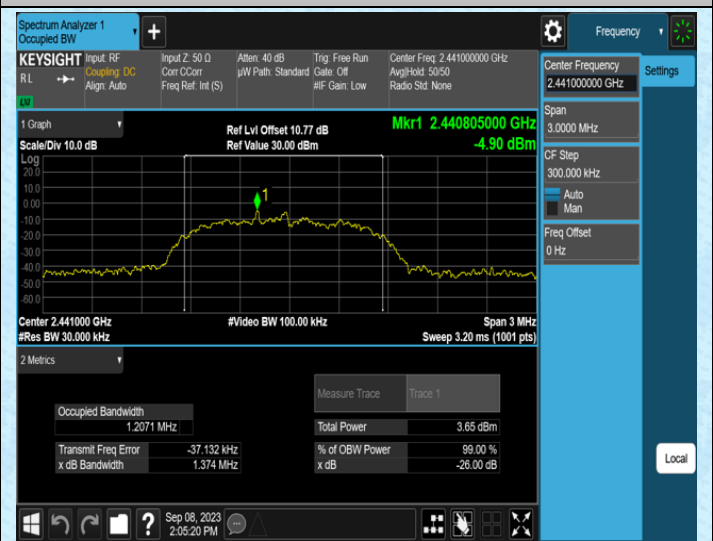 Spectrum Analyzer 1
Occupied BW
+
Frequency
KEYSIGHT
RL
LXI
Input: RF
Coupling: DC
Align: Auto
Input Z: 50 Ω
Corr CCorr
Freq Ref: Int (S)
Atten: 40 dB
µW Path: Standard
Trig: Free Run
Gate: Off
#IF Gain: Low
Center Freq: 2.441000000 GHz
Avg|Hold: 50/50
Radio Std: None
Center Frequency
2.441000000 GHz
Settings
Span
3.0000 MHz
CF Step
300.000 kHz
Auto
Man
Freq Offset
0 Hz
1 Graph
Ref Lvl Offset 10.77 dB
Mkr1 2.440805000 GHz
Scale/Div 10.0 dB
Ref Value 30.00 dBm
-4.90 dBm
Log
20.0
10.0
0.00
-10.0
-20.0
-30.0
-40.0
-50.0
-60.0
1
Center 2.441000 GHz
#Video BW 100.00 kHz
Span 3 MHz
#Res BW 30.000 kHz
Sweep 3.20 ms (1001 pts)
2 Metrics
Measure Trace
Trace 1
Occupied Bandwidth
1.2071 MHz
Total Power
3.65 dBm
Transmit Freq Error
-37.132 kHz
% of OBW Power
99.00 %
x dB Bandwidth
1.374 MHz
x dB
-26.00 dB
Local
?
Sep 08, 2023
2:05:20 PM